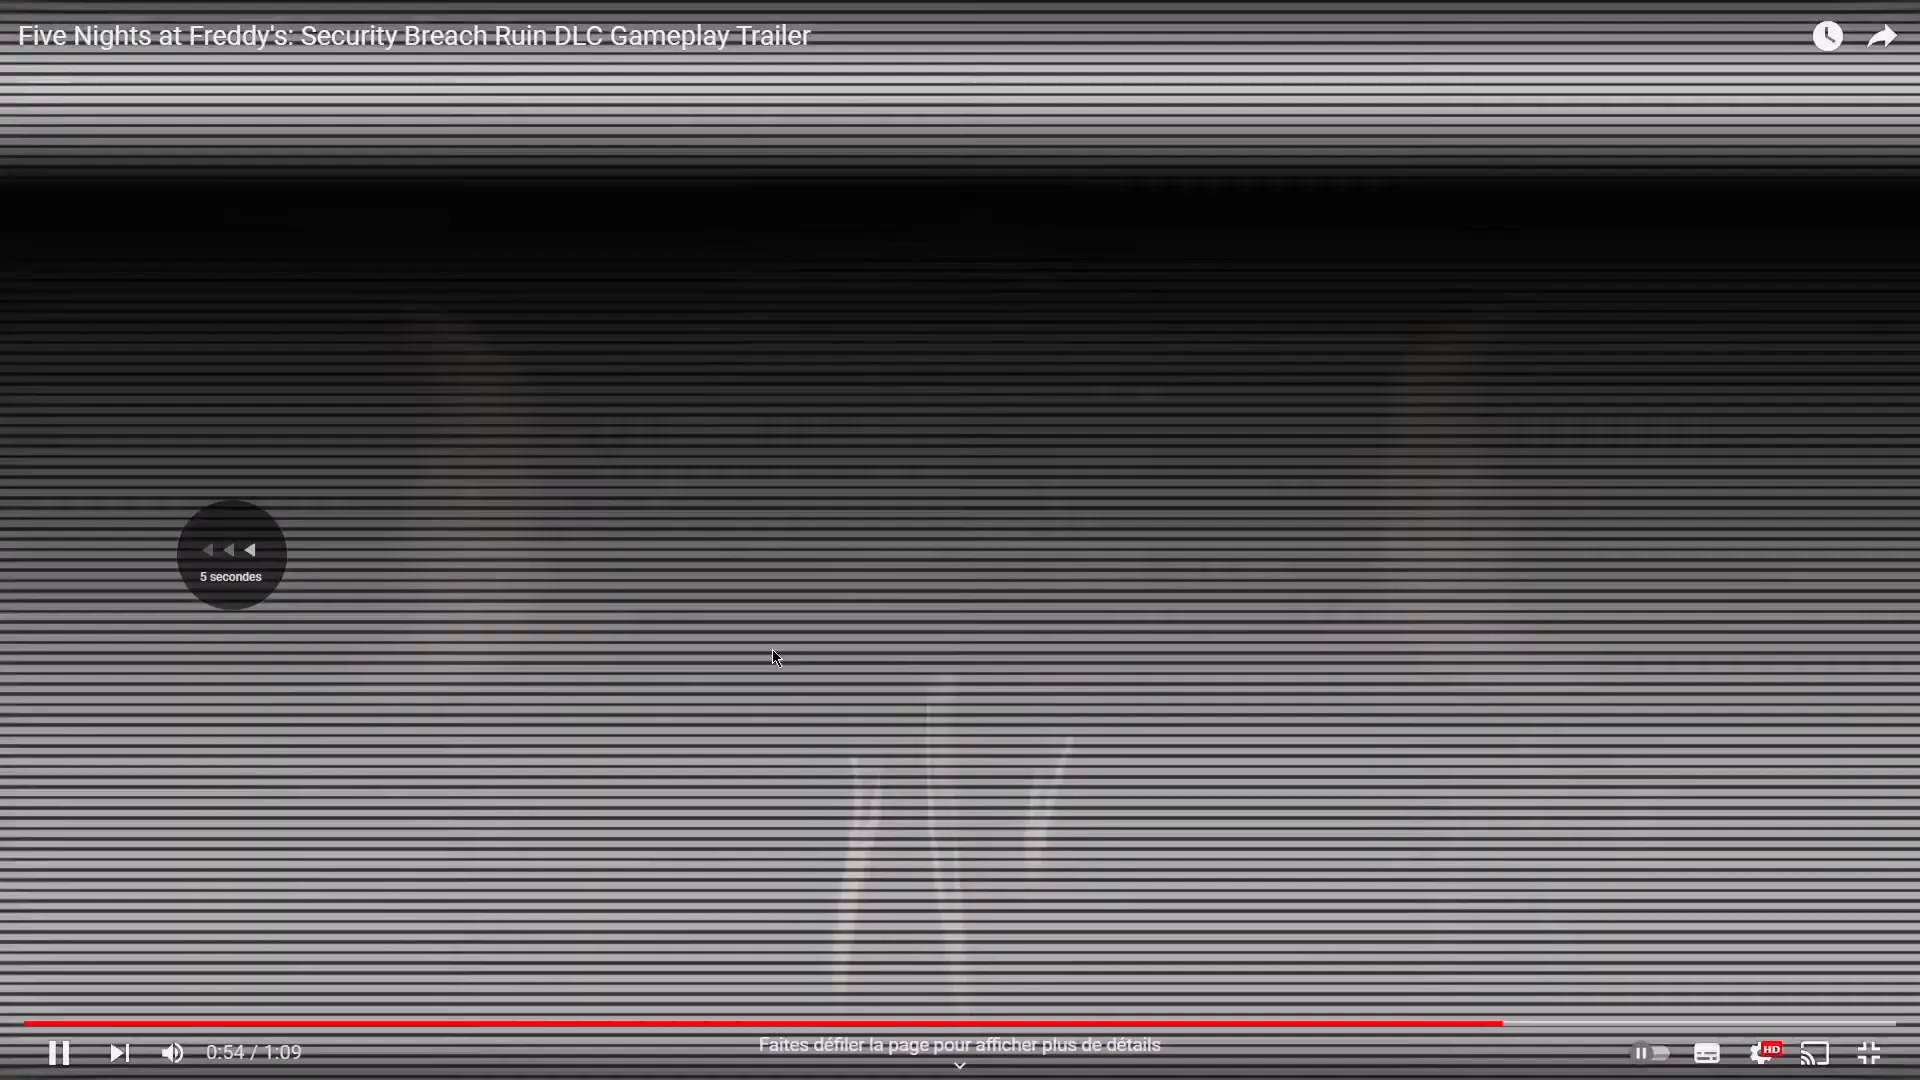 Five Nights at Freddy's: Security Breach Ruin DLC Gameplay Trailer
5 secondes
Faites défiler la page pour afficher plus de détails
0:54 / 1:09
HD